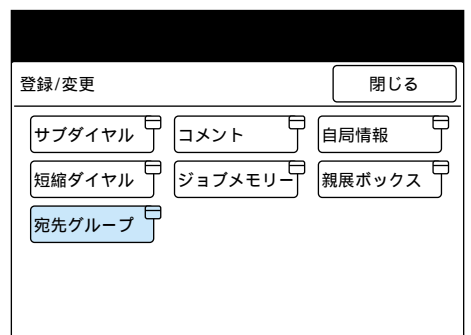 登録/変更 閉じる
サブダイヤル コメント 自局情報
短縮ダイヤル ジョブメモリー 親展ボックス
宛先グループ